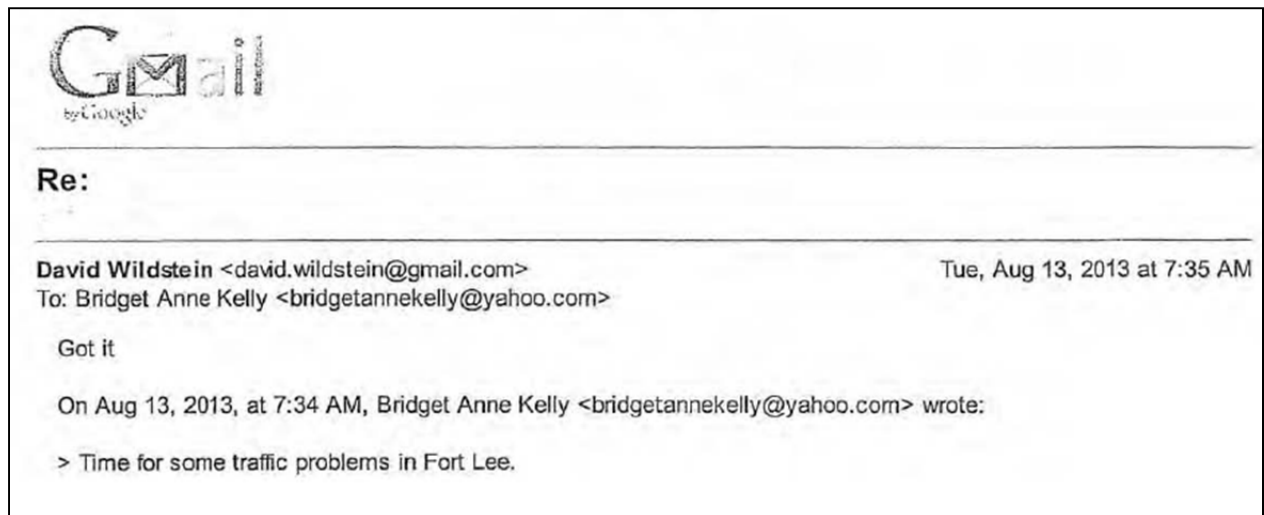 Gmail
by Google
Re:
David Wildstein <david.wildstein@gmail.com> Tue, Aug 13, 2013 at 7:35 AM
To: Bridget Anne Kelly <bridgetannekelly@yahoo.com>
Got it
On Aug 13, 2013, at 7:34 AM, Bridget Anne Kelly <bridgetannekelly@yahoo.com> wrote:
> Time for some traffic problems in Fort Lee.